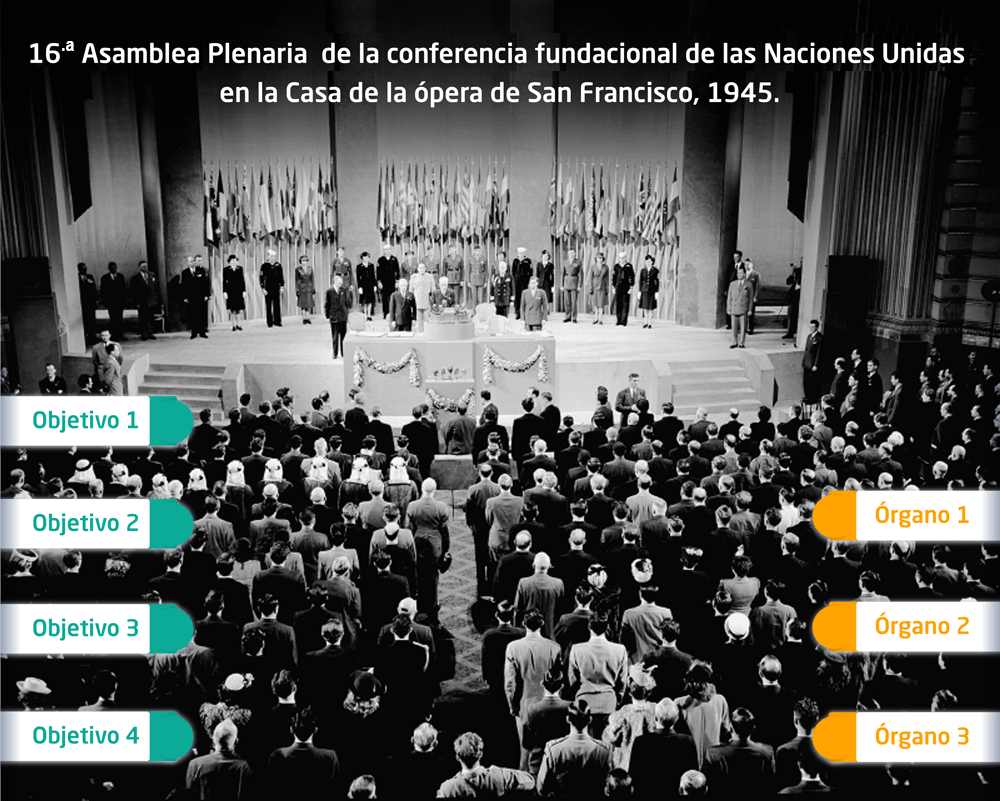 16.ª Asamblea Plenaria de la conferencia fundacional de las Naciones Unidas
en la Casa de la ópera de San Francisco, 1945.
Objetivo 1
Objetivo 2
Objetivo 3
Objetivo 4
Órgano 1
Órgano 2
Órgano 3